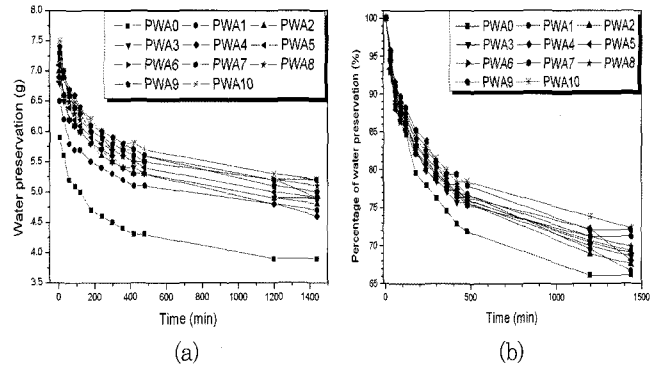 PWA0 PWA1 PWA2
PWA3 PWA4 PWA5
PWA6 PWA7 PWA8
PWA9 PWA10
Water preservation (g)
7.5
7.0
6.5
6.0
5.5
5.0
4.5
4.0
3.5
0 200 400 600 800 1000 1200 1400
Time (min)
(a)
PWA0 PWA1 PWA2
PWA3 PWA4 PWA5
PWA6 PWA7 PWA8
PWA9 PWA10
Percentage of water preservation (%)
100
95
90
85
80
75
70
65
0 500 1000 1500
Time (min)
(b)